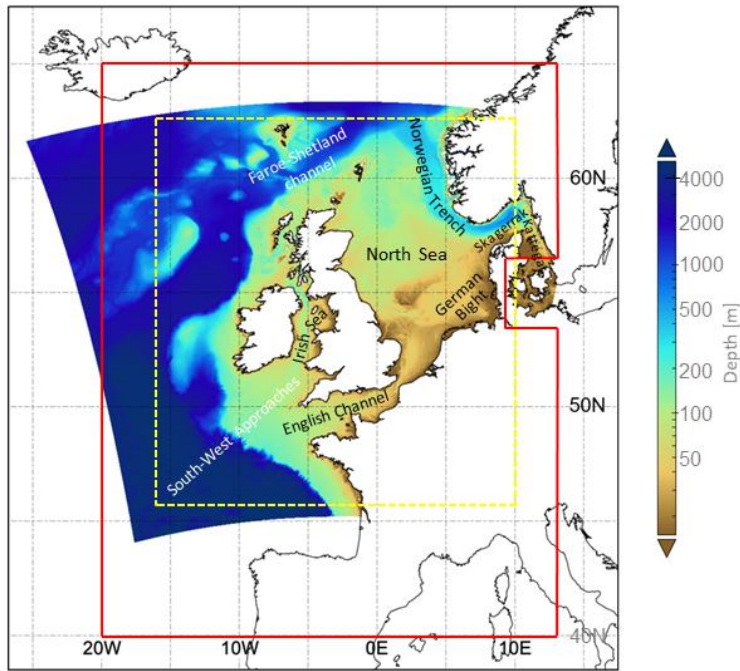 Faroe-Shetland
channel
Norwegian Trench
60N
Skagerrak
Kattegat
North Sea
German
Bight
Irish Sea
50N
English Channel
South-West Approaches
40N
20W
10W
0E
10E
4000
2000
1000
500
200
100
50
Depth [m]